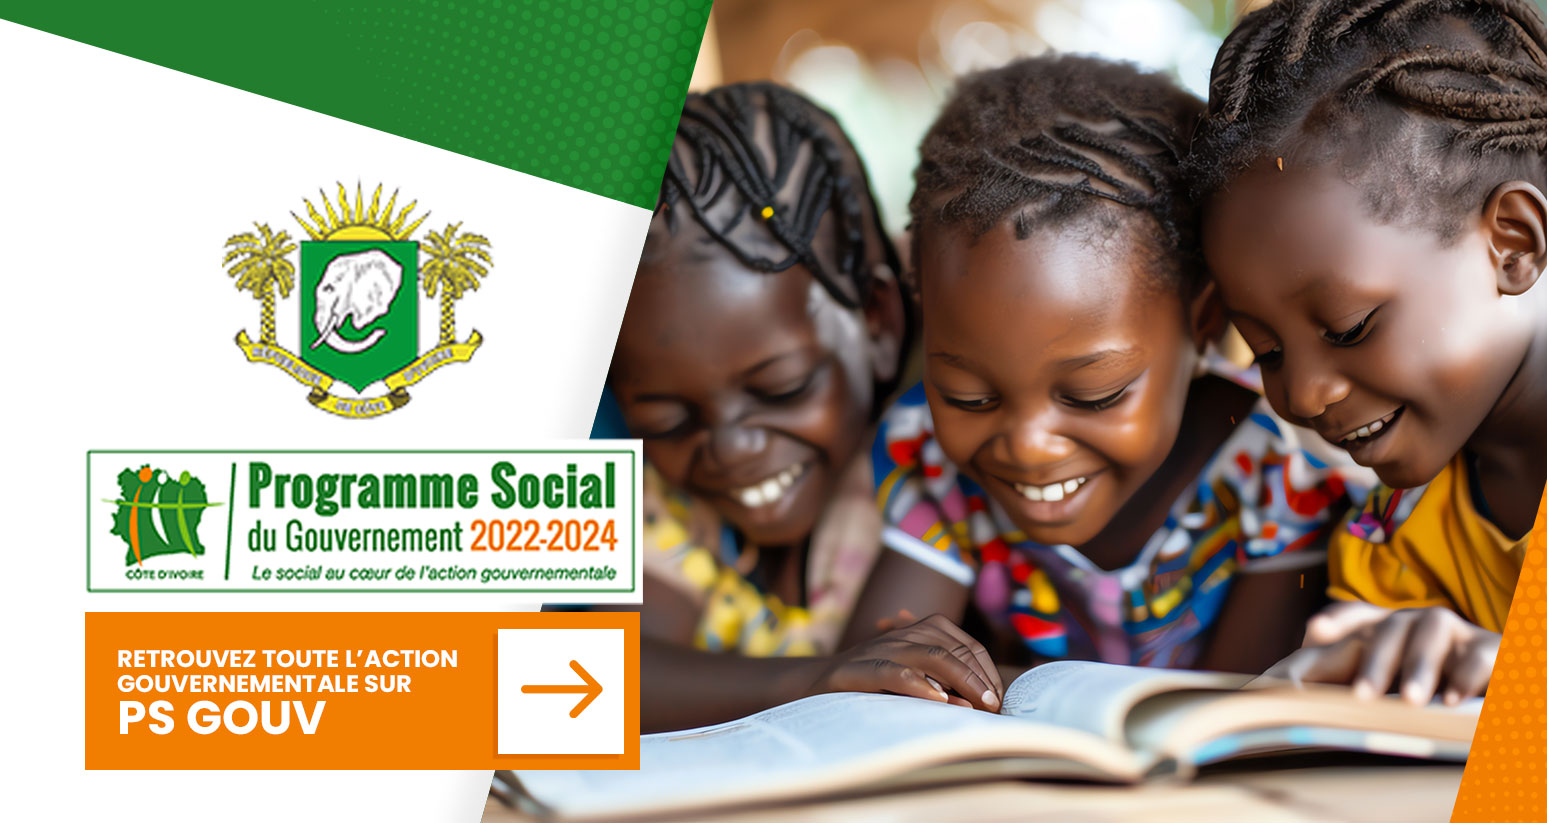 Programme Social
du Gouvernement 2022-2024
CÔTE D'IVOIRE
Le social au cœur de l'action gouvernementale
RETROUVEZ TOUTE L'ACTION
GOUVERNEMENTALE SUR
PS GOUV